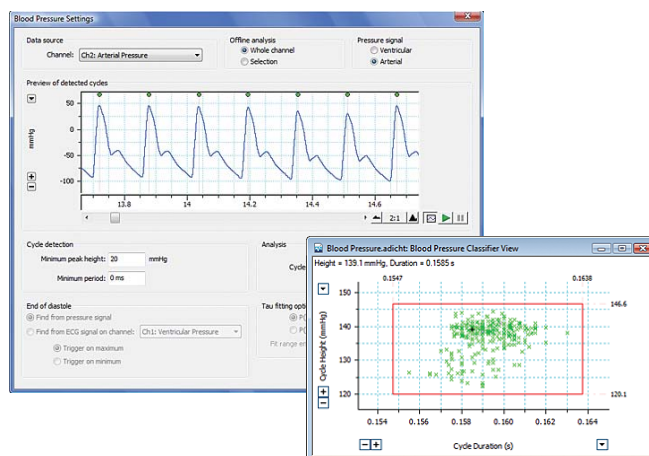 Blood Pressure Settings
Data source
Channel: Ch2: Arterial Pressure
Offline analysis
Whole channel
Selection
Pressure signal
Ventricular
Arterial
Preview of detected cycles
mmHg
50
0
-50
-100
13.8 14 14.2 14.4 14.6
2:1
Cycle detection
Minimum peak height: 20 mmHg
Minimum period: 0 ms
Analysis
Cycle
End of diastole
Find from pressure signal
Find from ECG signal on channel: Ch1: Ventricular Pressure
Trigger on maximum
Trigger on minimum
Tau fitting
Fit range
Blood Pressure.adicht: Blood Pressure Classifier View
Height = 139.1 mmHg, Duration = 0.1585 s
0.1547 0.1638
Cycle Height (mmHg)
150
140
130
120
146.6
120.1
0.154 0.156 0.158 0.160 0.162 0.164
Cycle Duration (s)